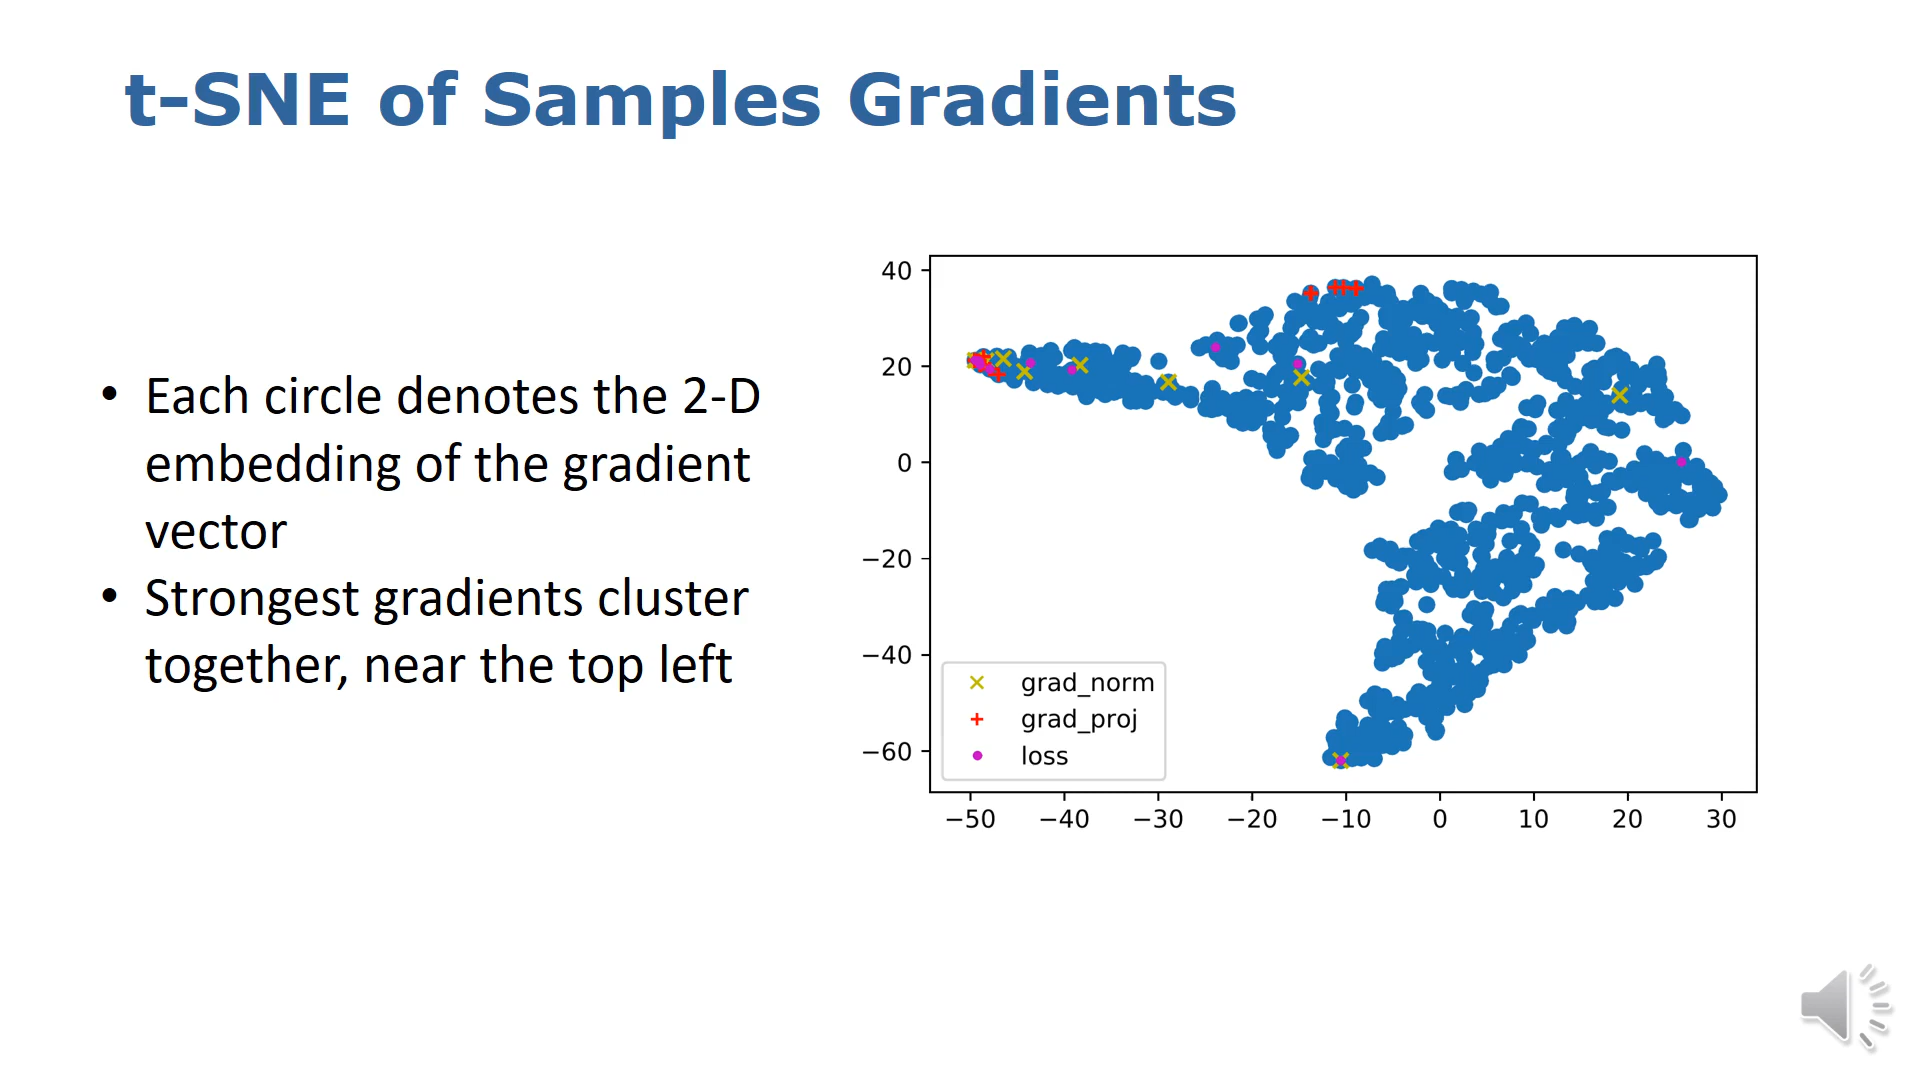 t-SNE of Samples Gradients
• Each circle denotes the 2-D
embedding of the gradient
vector
• Strongest gradients cluster
together, near the top left
40
20
0
−20
−40
−60
grad_norm
grad_proj
loss
−50 −40 −30 −20 −10 0 10 20 30